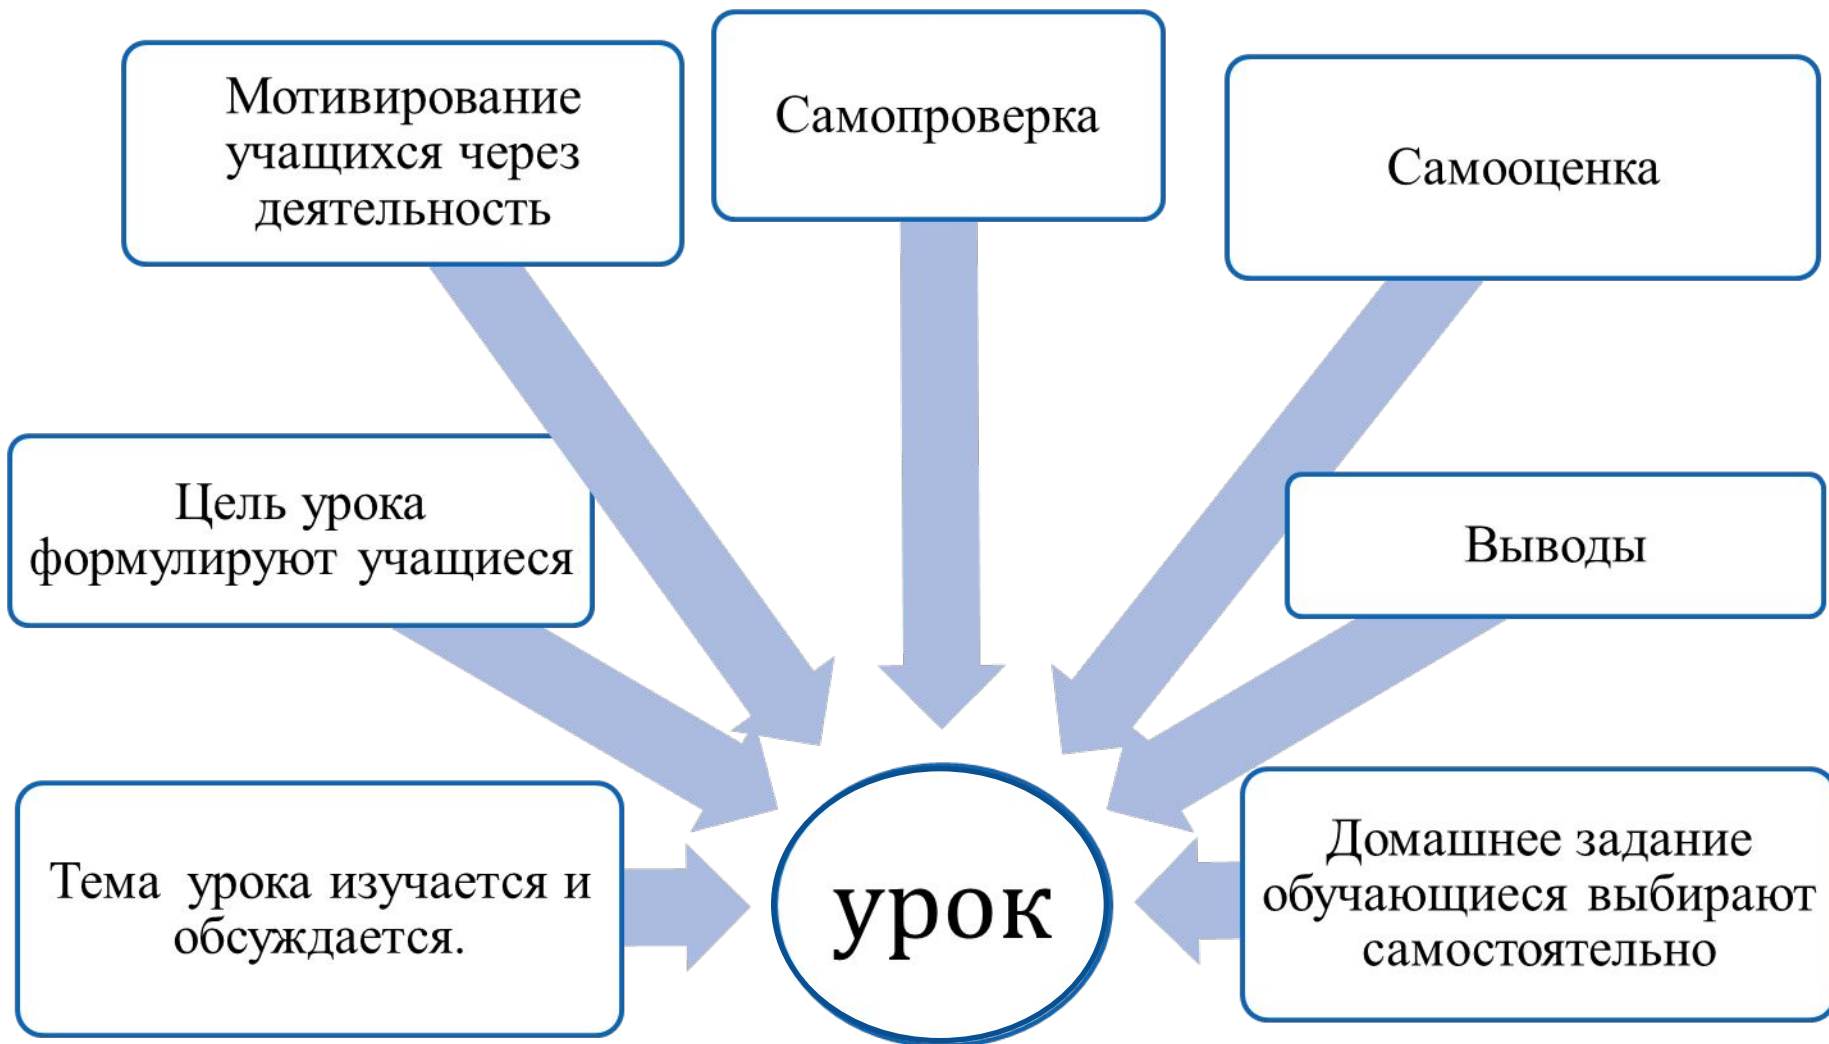 Мотивирование
учащихся через
деятельность
Самопроверка
Самооценка
Цель урока
формулируют учащиеся
Выводы
Тема урока изучается и
обсуждается.
урок
Домашнее задание
обучающиеся выбирают
самостоятельно